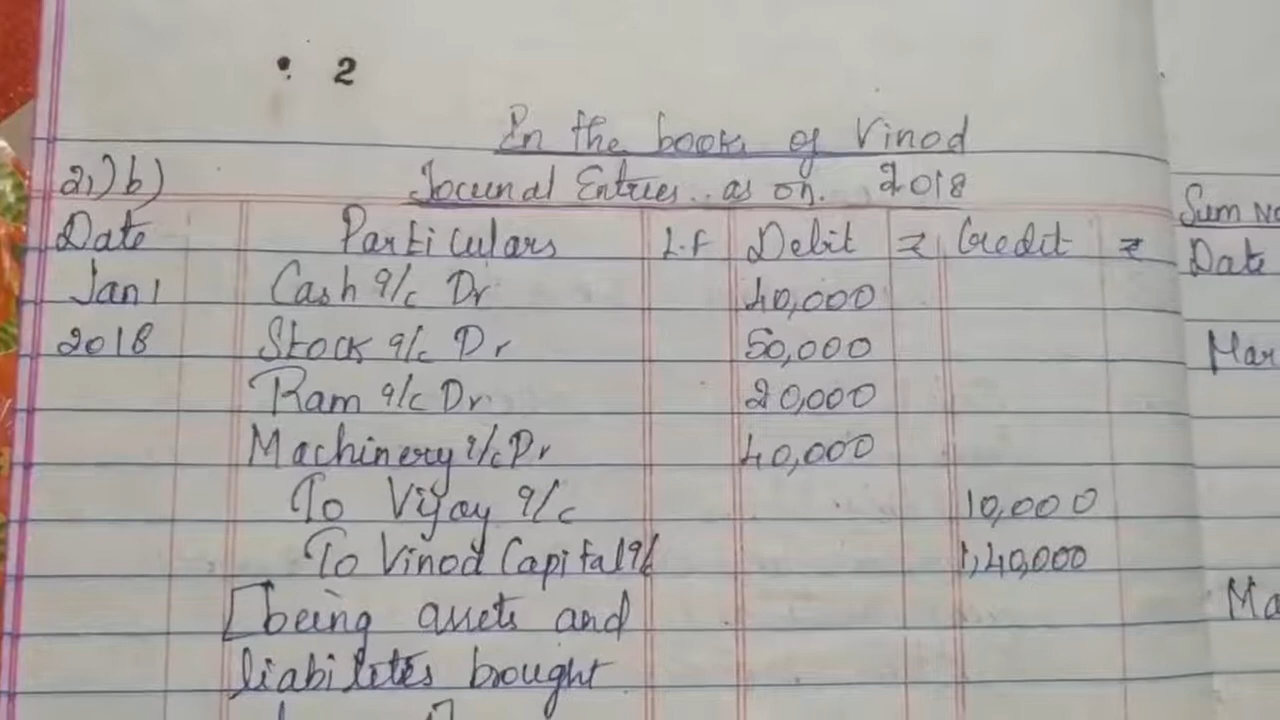 2
In the books of Vinod
2,)b) Journal Entries.. as on. 2018
Date Particulars L.F Debit ₹ Credit ₹
Jan 1 Cash a/c Dr 40,000
2018 Stock a/c Dr 50,000
Ram a/c Dr. 20,000
Machinery a/c Dr 40,000
To Vijay a/c 10,000
To Vinod Capital a/c 1,40,000
[being assets and
liabilites brought
Sum No
Date
Mar
Ma